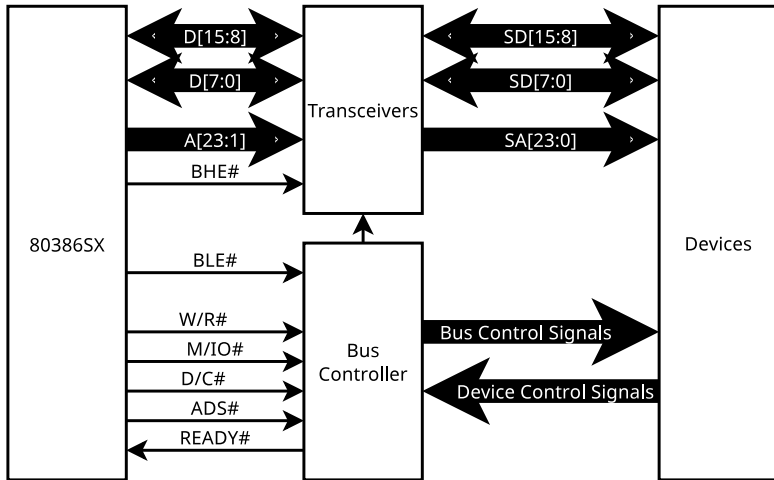 D[15:8]
SD[15:8]
D[7:0]
SD[7:0]
Transceivers
A[23:1]
SA[23:0]
BHE#
80386SX
Devices
BLE#
W/R#
Bus Control Signals
M/IO#
Bus
Controller
D/C#
Device Control Signals
ADS#
READY#